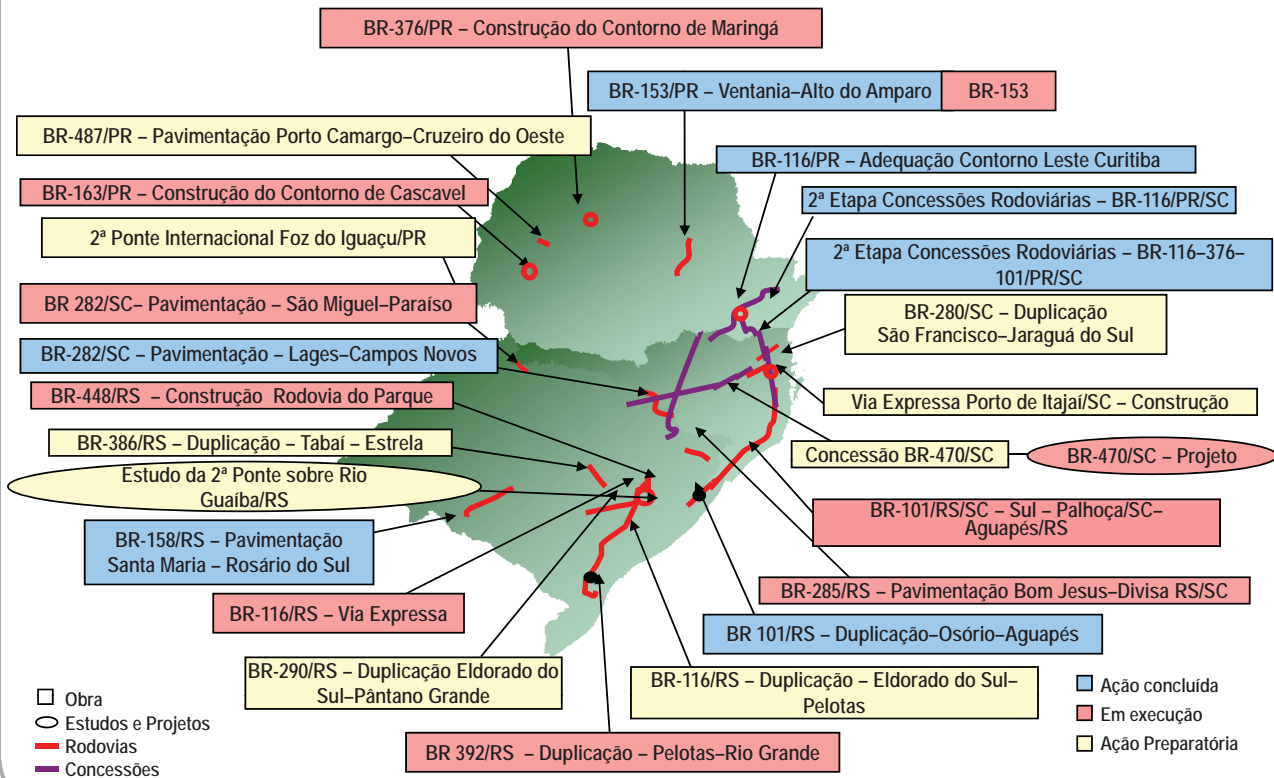 BR-376/PR – Construção do Contorno de Maringá
BR-153/PR – Ventania–Alto do Amparo
BR-153
BR-487/PR – Pavimentação Porto Camargo–Cruzeiro do Oeste
BR-116/PR – Adequação Contorno Leste Curitiba
BR-163/PR – Construção do Contorno de Cascavel
2ª Etapa Concessões Rodoviárias – BR-116/PR/SC
2ª Ponte Internacional Foz do Iguaçu/PR
2ª Etapa Concessões Rodoviárias – BR-116–376–
101/PR/SC
BR 282/SC– Pavimentação – São Miguel–Paraíso
BR-280/SC – Duplicação
São Francisco–Jaraguá do Sul
BR-282/SC – Pavimentação – Lages–Campos Novos
BR-448/RS – Construção Rodovia do Parque
Via Expressa Porto de Itajaí/SC – Construção
BR-386/RS – Duplicação – Tabaí – Estrela
Concessão BR-470/SC
BR-470/SC – Projeto
Estudo da 2ª Ponte sobre Rio
Guaíba/RS
BR-101/RS/SC – Sul – Palhoça/SC–
Aguapés/RS
BR-158/RS – Pavimentação
Santa Maria – Rosário do Sul
BR-285/RS – Pavimentação Bom Jesus–Divisa RS/SC
BR-116/RS – Via Expressa
BR 101/RS – Duplicação–Osório–Aguapés
BR-290/RS – Duplicação Eldorado do
Sul–Pântano Grande
BR-116/RS – Duplicação – Eldorado do Sul–
Pelotas
BR 392/RS – Duplicação – Pelotas–Rio Grande
Obra
Estudos e Projetos
Rodovias
Concessões
Ação concluída
Em execução
Ação Preparatória